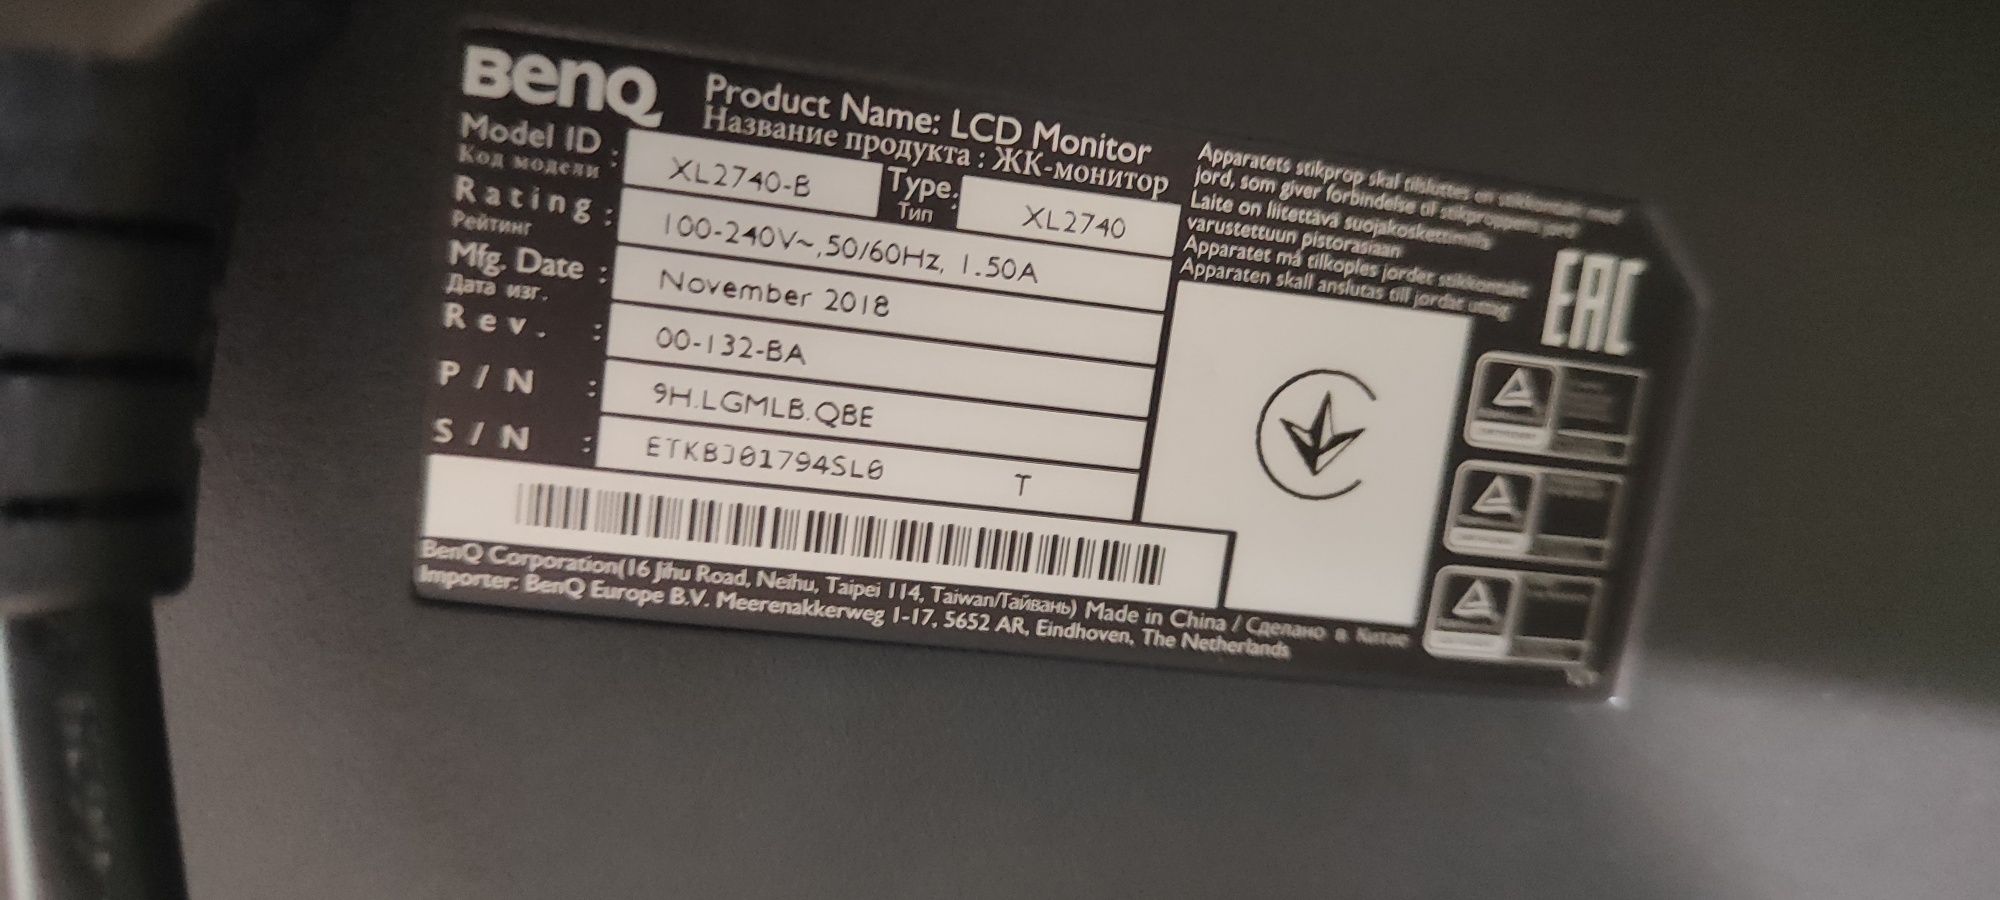 BenQ
Product Name: LCD Monitor
Название продукта : ЖК-монитор
Model ID : XL2740-B
Код модели
Type: XL2740
Тип
Rating : 100-240V~,50/60Hz, 1.50A
Рейтинг
Mfg. Date : November 2018
Дата изг.
Rev. : 00-132-BA
P/N : 9H.LGMLB.QBE
S/N : ETKBJ01794SL0 T
Apparatets stikprop skal tilsluttes en stikkontakt med
jord, som giver forbindelse til stikproppens jord
Laite on liitettävä suojakoskettimilla
varustettuun pistorasiaan
Apparatet må tilkoples jordet stikkontakt
Apparaten skall anslutas till jordat uttag
EAC
BenQ Corporation(16 Jihu Road, Neihu, Taipei 114, Taiwan/Тайвань) Made in China / Сделано в Китае
Importer: BenQ Europe B.V. Meerenakkerweg 1-17, 5652 AR, Eindhoven, The Netherlands